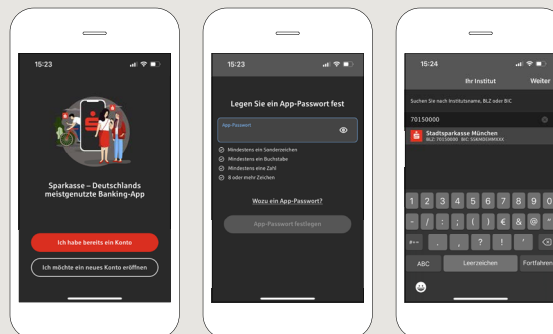 15:23
Sparkasse – Deutschlands
meistgenutzte Banking-App
Ich habe bereits ein Konto
Ich möchte ein neues Konto eröffnen
15:23
Legen Sie ein App-Passwort fest
App-Passwort
Mindestens ein Sonderzeichen
Mindestens ein Buchstabe
Mindestens eine Zahl
8 oder mehr Zeichen
Wozu ein App-Passwort?
App-Passwort festlegen
15:24
Ihr Institut
Weiter
Suchen Sie nach Institutsname, BLZ oder BIC
70150000
Stadtsparkasse München
BLZ: 70150000 BIC: SSKMDEMMXXX
1 2 3 4 5 6 7 8 9 0
- / : ; ( ) € & @ "
#+= . , ? ! '
ABC
Leerzeichen
Fortfahren